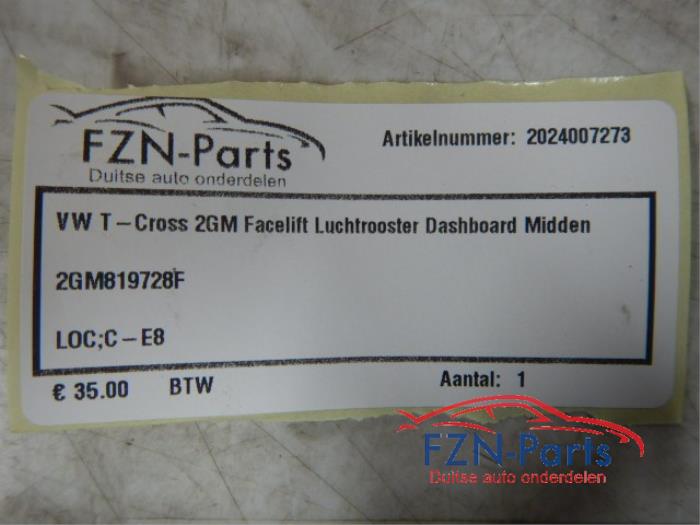 FZN-Parts
Duitse auto onderdelen
Artikelnummer: 2024007273
VW T-Cross 2GM Facelift Luchtrooster Dashboard Midden
2GM819728F
LOC;C-E8
€ 35.00 BTW Aantal: 1
FZN-Parts
Duitse auto onderdelen